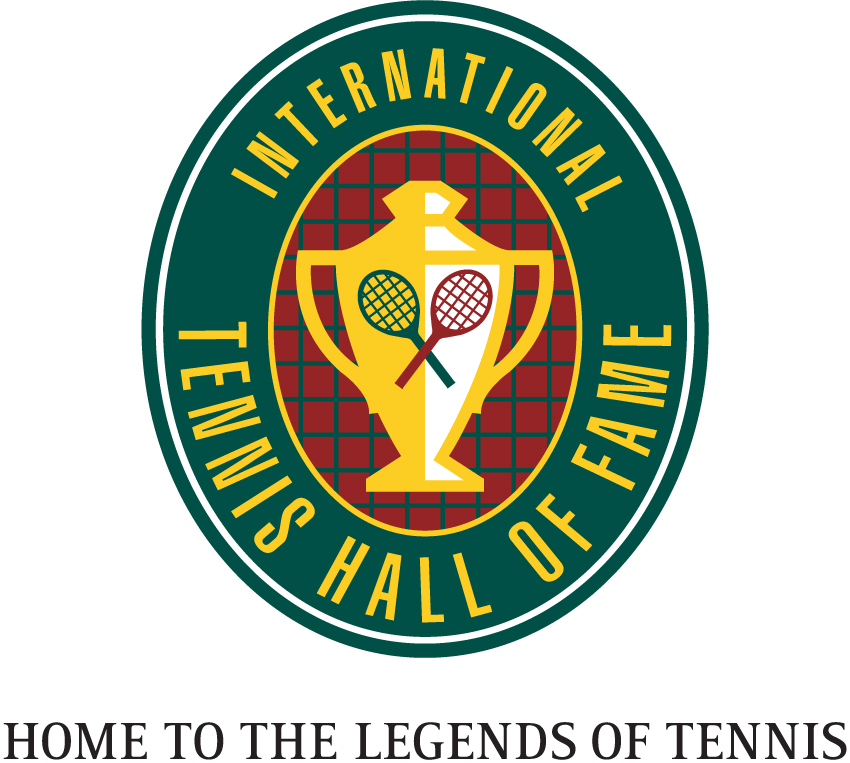 INTERNATIONAL
TENNIS HALL OF FAME
HOME TO THE LEGENDS OF TENNIS